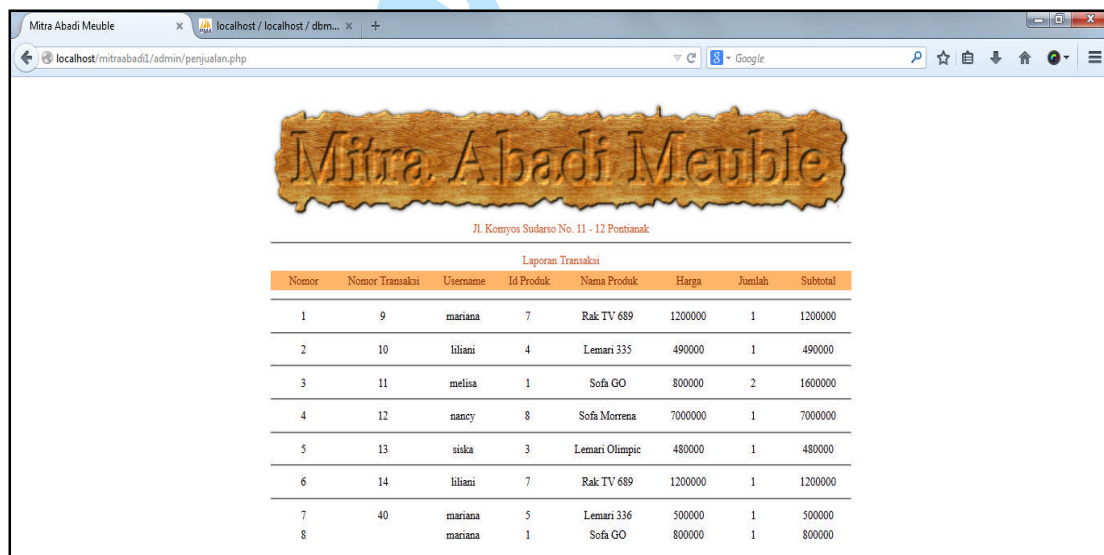 Mitra Abadi Meuble
localhost / localhost / dbm...
localhost/mitraabadi1/admin/penjualan.php
Google
Mitra Abadi Meuble
Jl. Komyos Sudarso No. 11 - 12 Pontianak
Laporan Transaksi
Nomor Nomor Transaksi Username Id Produk Nama Produk Harga Jumlah Subtotal
1 9 mariana 7 Rak TV 689 1200000 1 1200000
2 10 liliani 4 Lemari 335 490000 1 490000
3 11 melisa 1 Sofa GO 800000 2 1600000
4 12 nancy 8 Sofa Morrena 7000000 1 7000000
5 13 siska 3 Lemari Olimpic 480000 1 480000
6 14 liliani 7 Rak TV 689 1200000 1 1200000
7 40 mariana 5 Lemari 336 500000 1 500000
8 mariana 1 Sofa GO 800000 1 800000